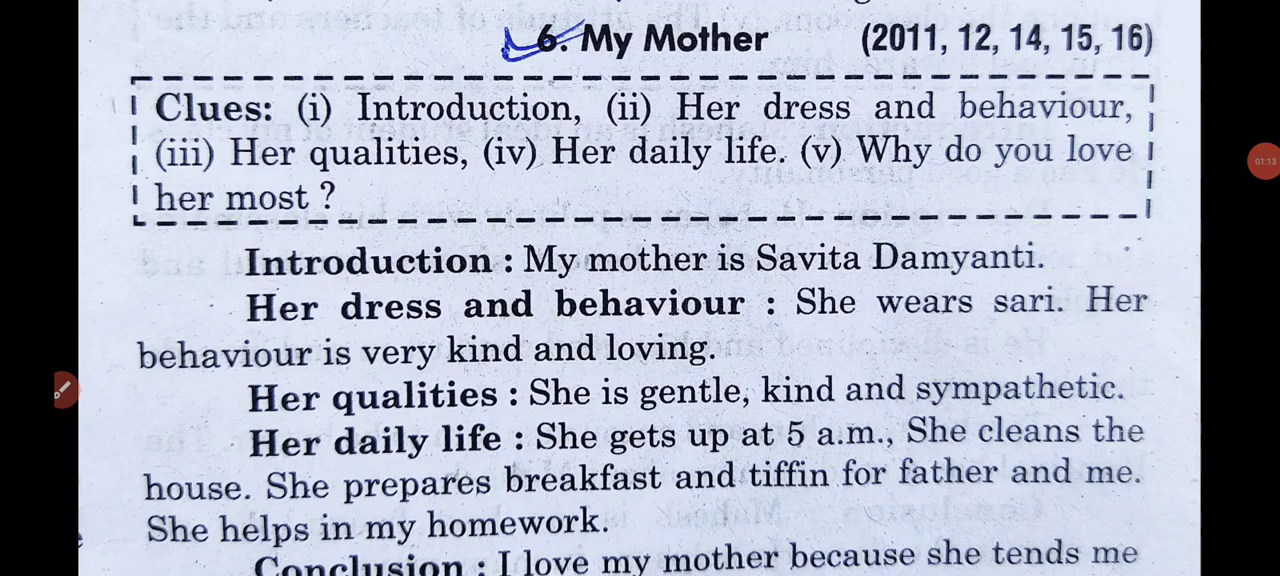 6. My Mother (2011, 12, 14, 15, 16)
Clues: (i) Introduction, (ii) Her dress and behaviour,
(iii) Her qualities, (iv) Her daily life. (v) Why do you love
her most ?
Introduction : My mother is Savita Damyanti.
Her dress and behaviour : She wears sari. Her
behaviour is very kind and loving.
Her qualities : She is gentle, kind and sympathetic.
Her daily life : She gets up at 5 a.m., She cleans the
house. She prepares breakfast and tiffin for father and me.
She helps in my homework.
Conclusion : I love my mother because she tends me
01:13